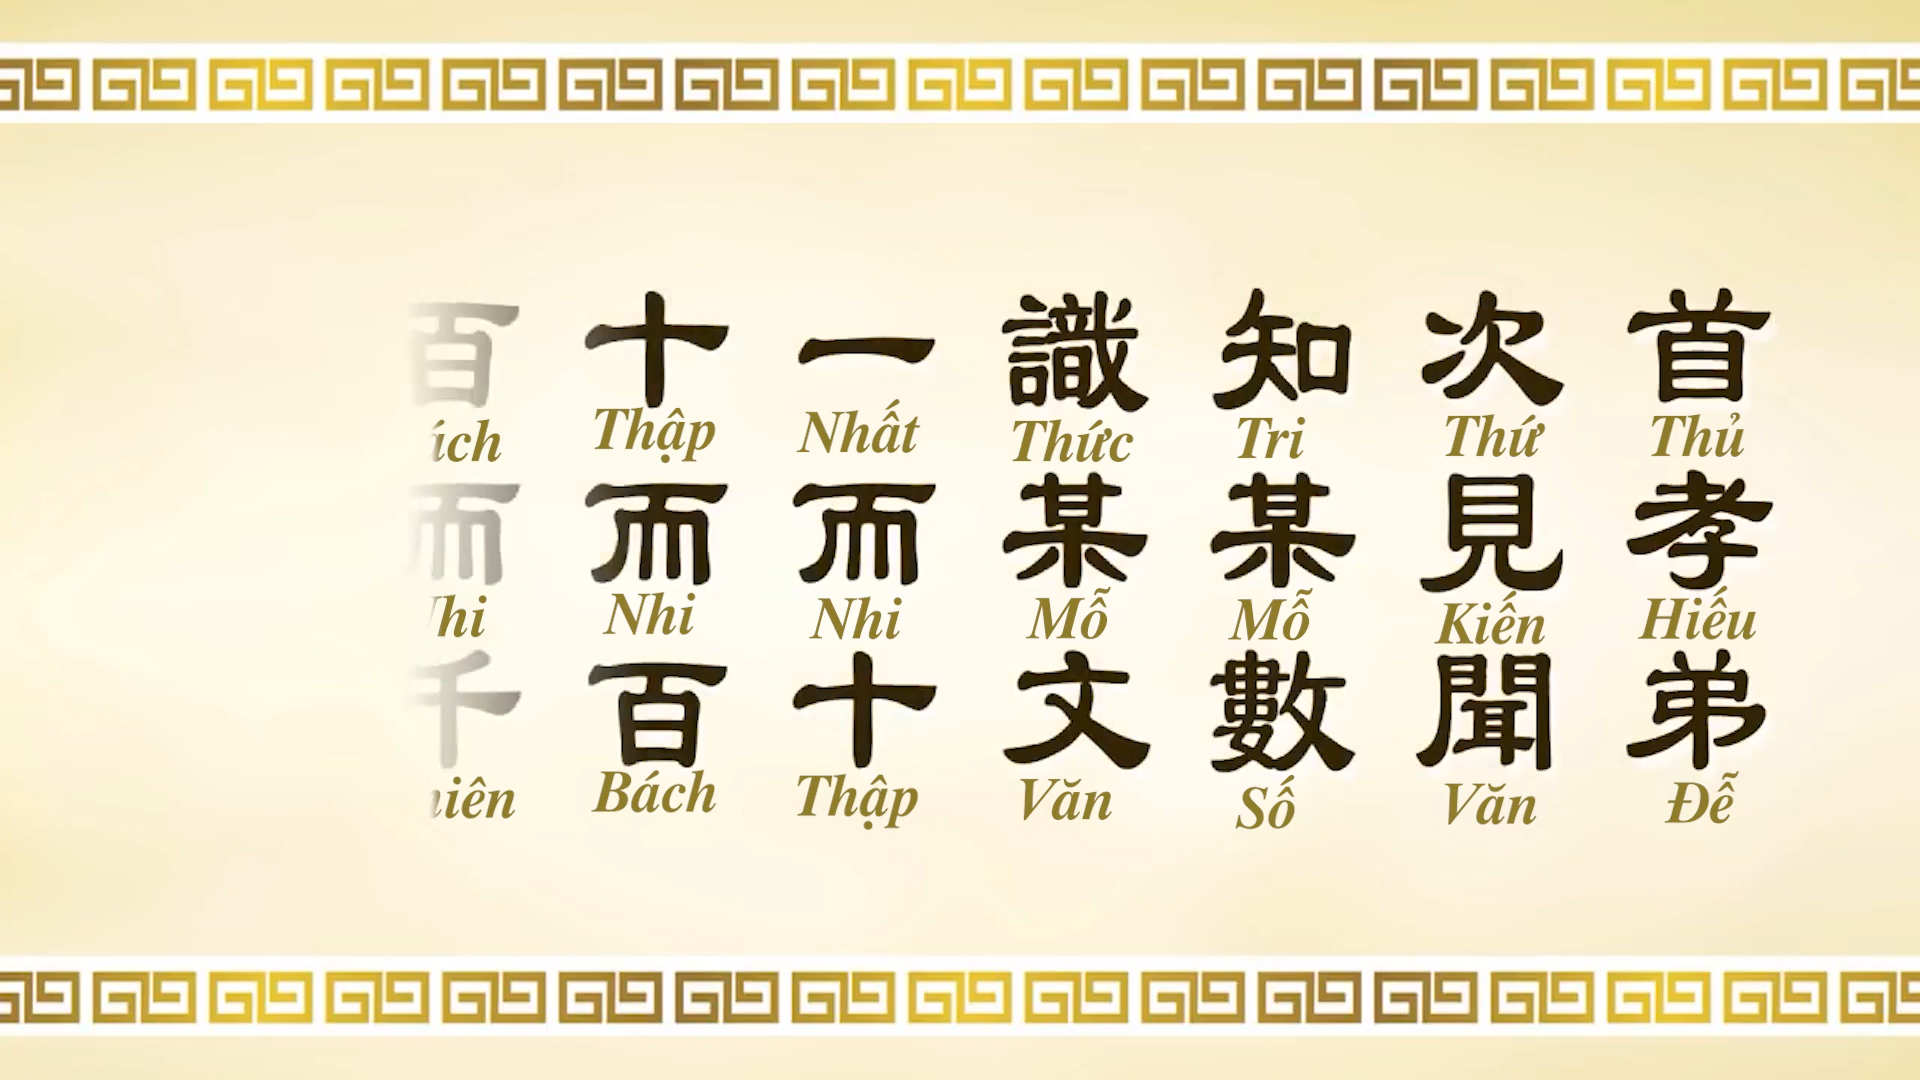 首孝弟
Thủ Hiếu Đễ
次見聞
Thứ Kiến Văn
知某數
Tri Mỗ Số
識某文
Thức Mỗ Văn
一而十
Nhất Nhi Thập
十而百
Thập Nhi Bách
百而千